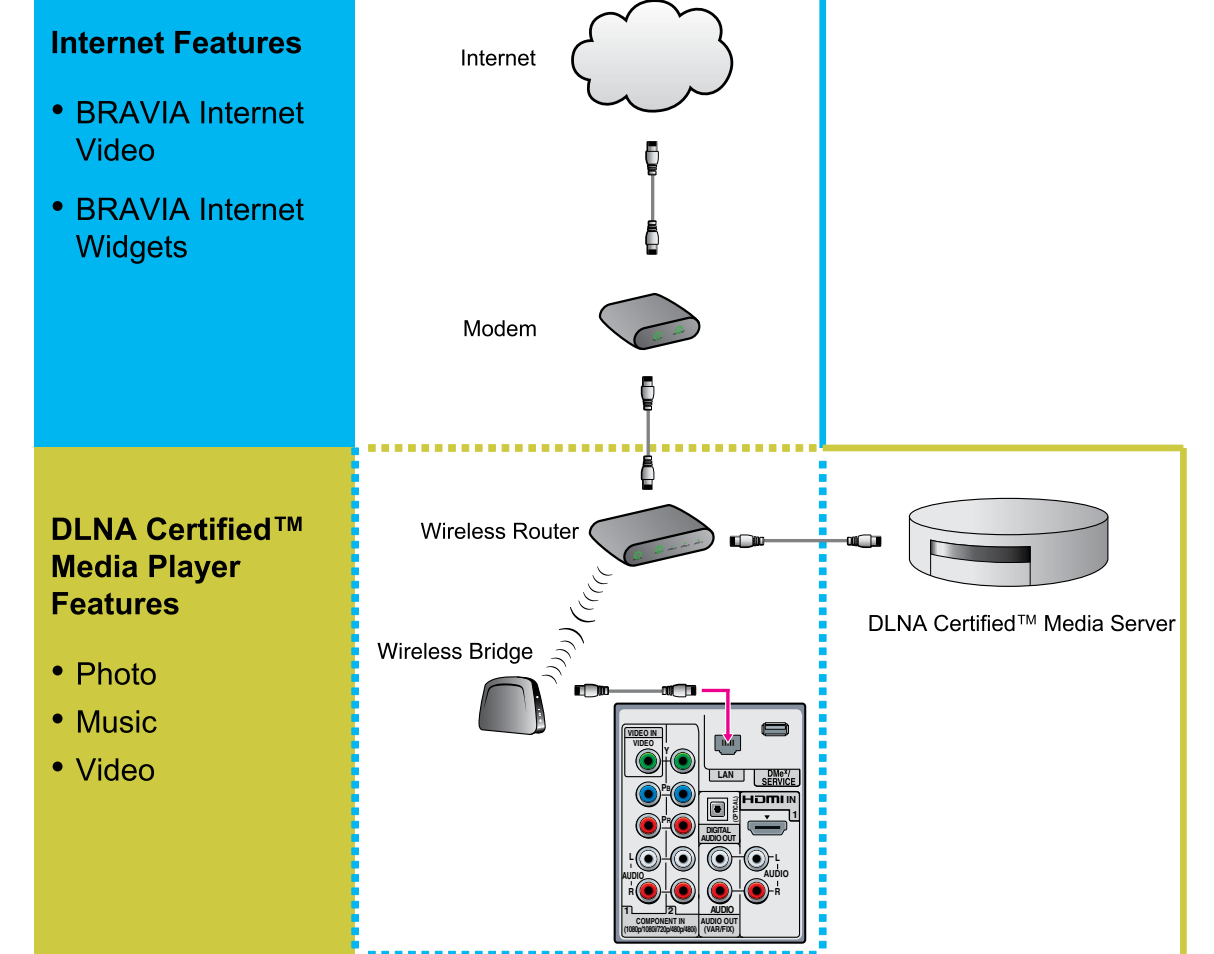 Internet Features
• BRAVIA Internet
Video
• BRAVIA Internet
Widgets
Internet
Modem
DLNA Certified™
Media Player
Features
• Photo
• Music
• Video
Wireless Router
DLNA Certified™ Media Server
Wireless Bridge
VIDEO IN
VIDEO
Y
PB
PR
L
AUDIO
R
1
2
COMPONENT IN
(1080p/1080i/720p/480p/480i)
LAN
DMex/
SERVICE
(OPTICAL)
DIGITAL
AUDIO OUT
HDMI IN
1
L
AUDIO
R
AUDIO
AUDIO OUT
(VAR/FIX)